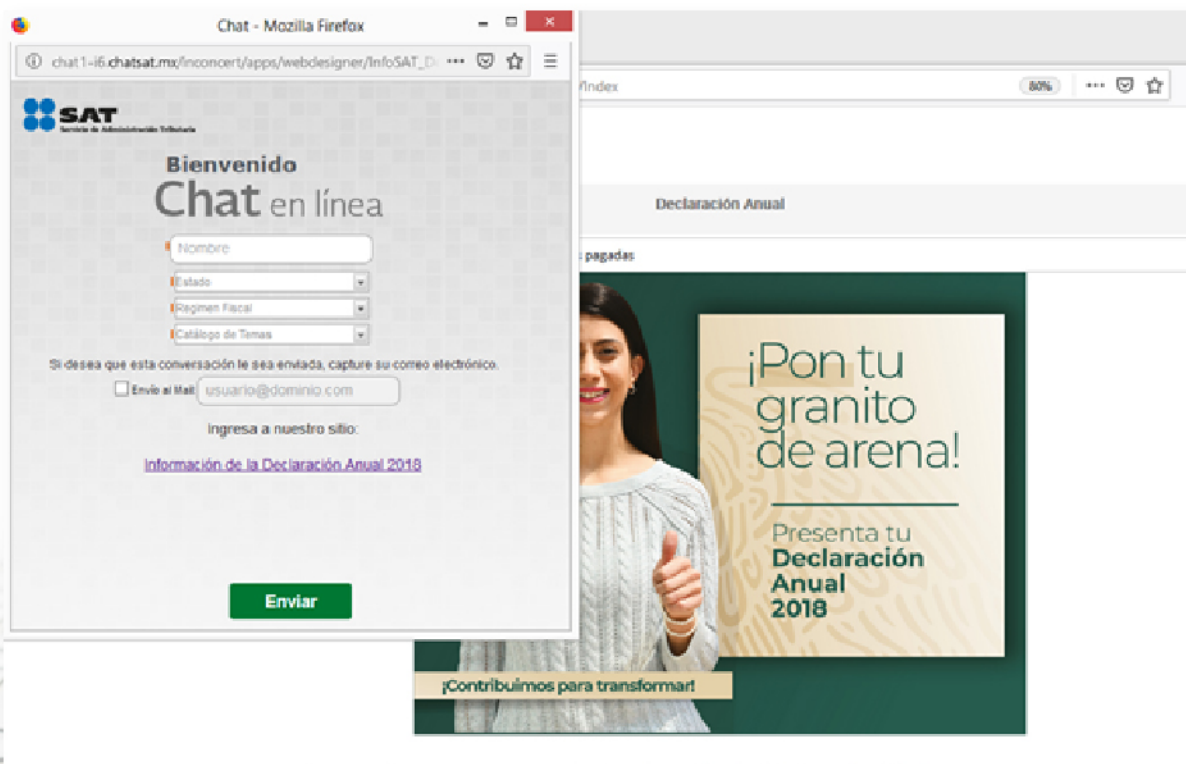 Chat - Mozilla Firefox
chat1-i6.chatsat.mx/inconcert/apps/webdesigner/InfoSAT_D
SAT
Servicio de Administración Tributaria
Bienvenido
Chat en línea
Nombre
Estado
Regimen Fiscal
Catálogo de Temas
Si desea que esta conversación le sea enviada, capture su correo electrónico.
Envío al Mail: usuario@dominio.com
Ingresa a nuestro sitio:
Información de la Declaración Anual 2018
Enviar
/Index
80%
Declaración Anual
pagadas
¡Pon tu
granito
de arena!
Presenta tu
Declaración
Anual
2018
¡Contribuimos para transformar!